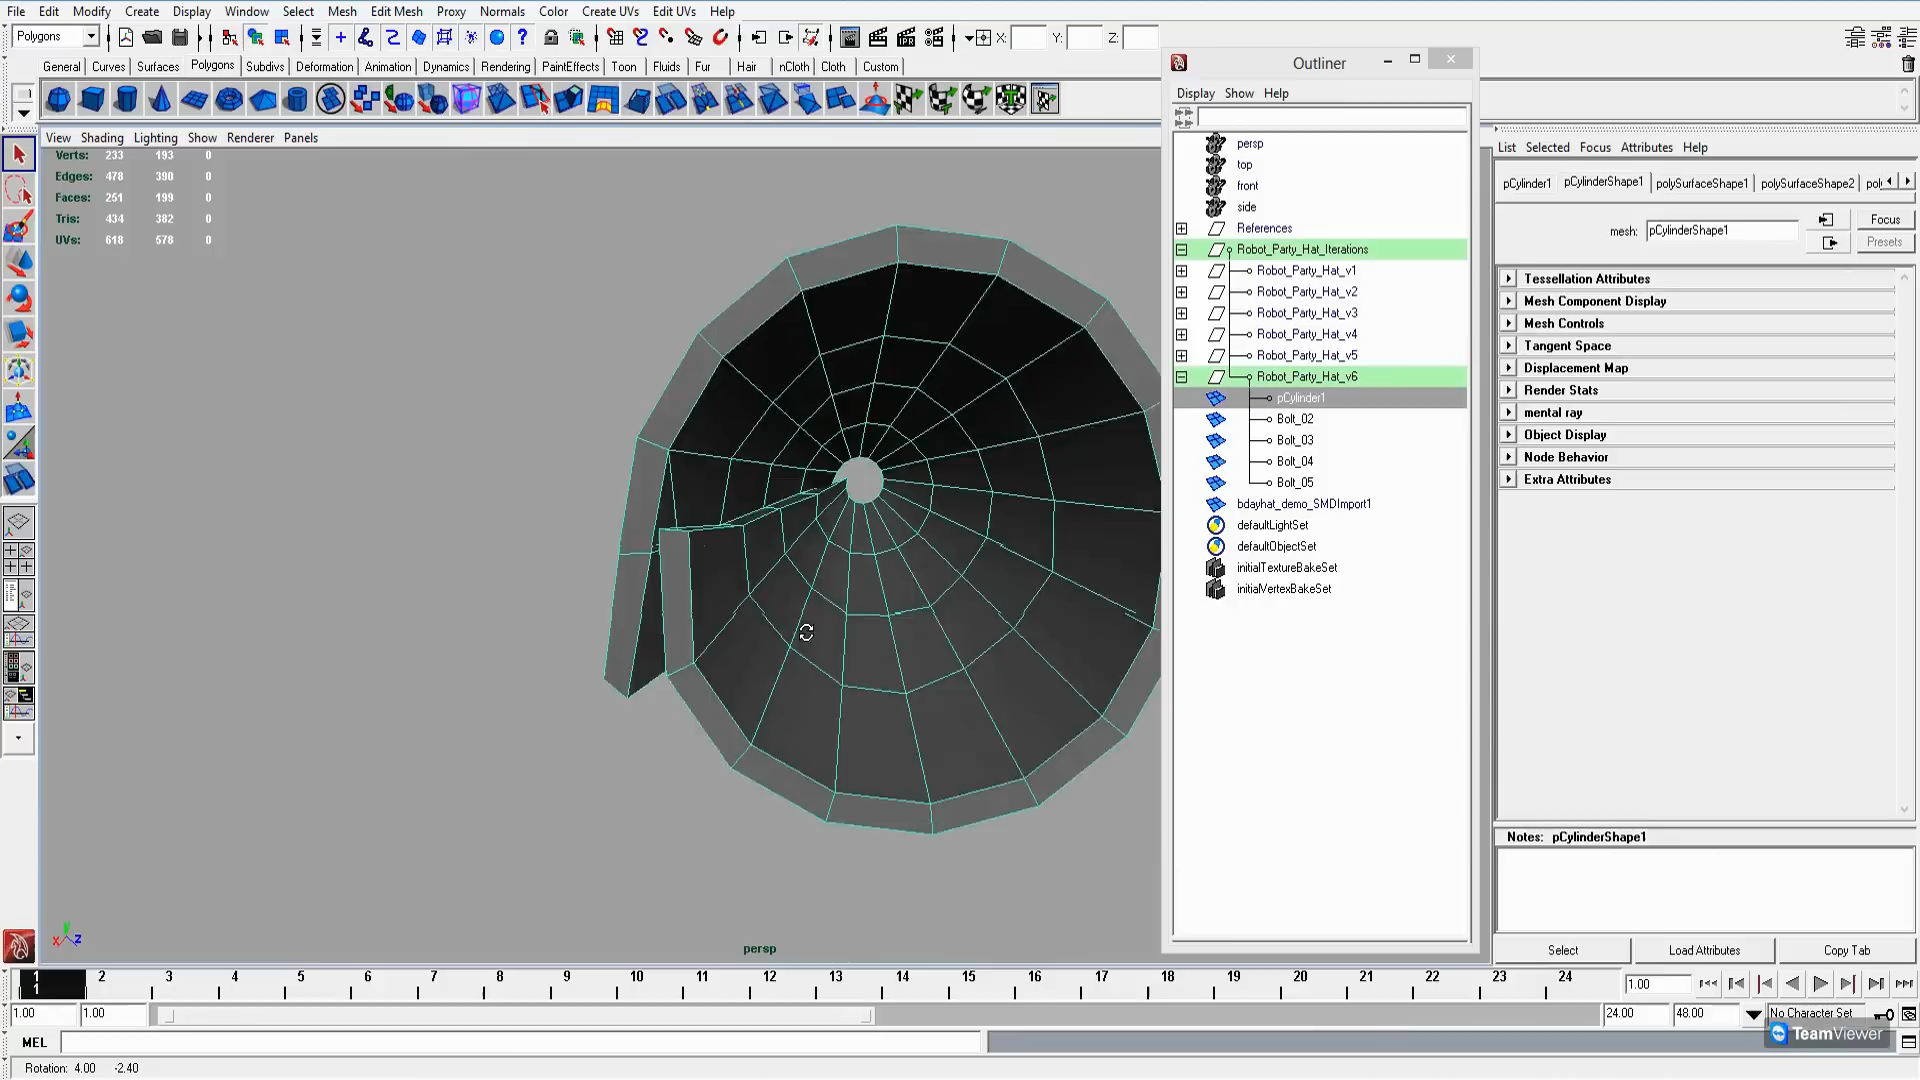 File Edit Modify Create Display Window Select Mesh Edit Mesh Proxy Normals Color Create UVs Edit UVs Help
Polygons
X: Y: Z:
General Curves Surfaces Polygons Subdivs Deformation Animation Dynamics Rendering PaintEffects Toon Fluids Fur Hair nCloth Cloth Custom
View Shading Lighting Show Renderer Panels
Verts: 233 193 0
Edges: 478 390 0
Faces: 251 199 0
Tris: 434 382 0
UVs: 618 578 0
persp
Outliner
Display Show Help
persp
top
front
side
References
Robot_Party_Hat_Iterations
Robot_Party_Hat_v1
Robot_Party_Hat_v2
Robot_Party_Hat_v3
Robot_Party_Hat_v4
Robot_Party_Hat_v5
Robot_Party_Hat_v6
pCylinder1
Bolt_02
Bolt_03
Bolt_04
Bolt_05
bdayhat_demo_SMDImport1
defaultLightSet
defaultObjectSet
initialTextureBakeSet
initialVertexBakeSet
List Selected Focus Attributes Help
pCylinder1 pCylinderShape1 polySurfaceShape1 polySurfaceShape2 pol
mesh: pCylinderShape1
Focus
Presets
Tessellation Attributes
Mesh Component Display
Mesh Controls
Tangent Space
Displacement Map
Render Stats
mental ray
Object Display
Node Behavior
Extra Attributes
Notes: pCylinderShape1
Select Load Attributes Copy Tab
1 2 3 4 5 6 7 8 9 10 11 12 13 14 15 16 17 18 19 20 21 22 23 24
1
1.00
1.00 1.00 24.00 48.00 No Character Set
TeamViewer
MEL
Rotation: 4.00 -2.40
x y z